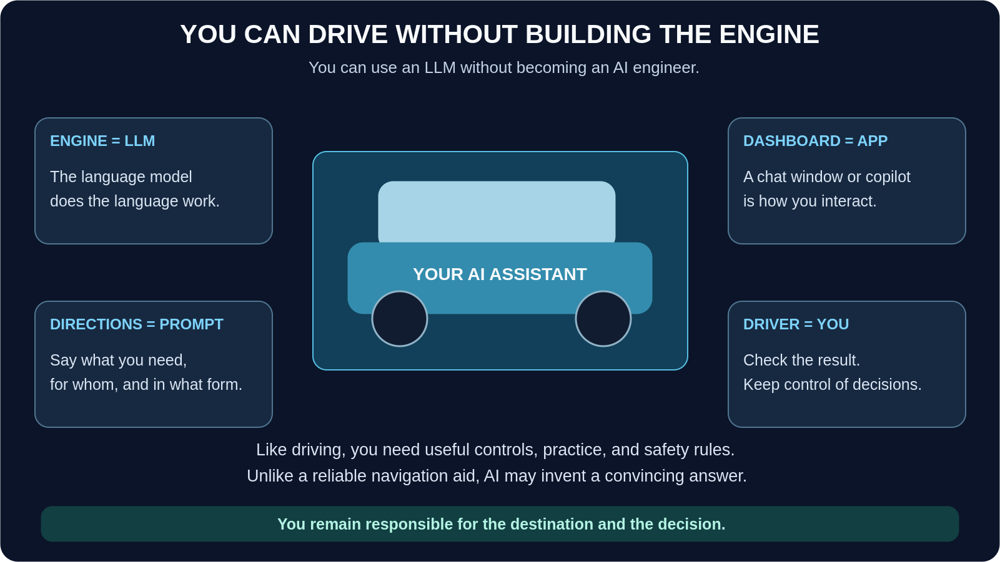 YOU CAN DRIVE WITHOUT BUILDING THE ENGINE
You can use an LLM without becoming an AI engineer.
ENGINE = LLM
The language model
does the language work.
DASHBOARD = APP
A chat window or copilot
is how you interact.
YOUR AI ASSISTANT
DIRECTIONS = PROMPT
Say what you need,
for whom, and in what form.
DRIVER = YOU
Check the result.
Keep control of decisions.
Like driving, you need useful controls, practice, and safety rules.
Unlike a reliable navigation aid, AI may invent a convincing answer.
You remain responsible for the destination and the decision.